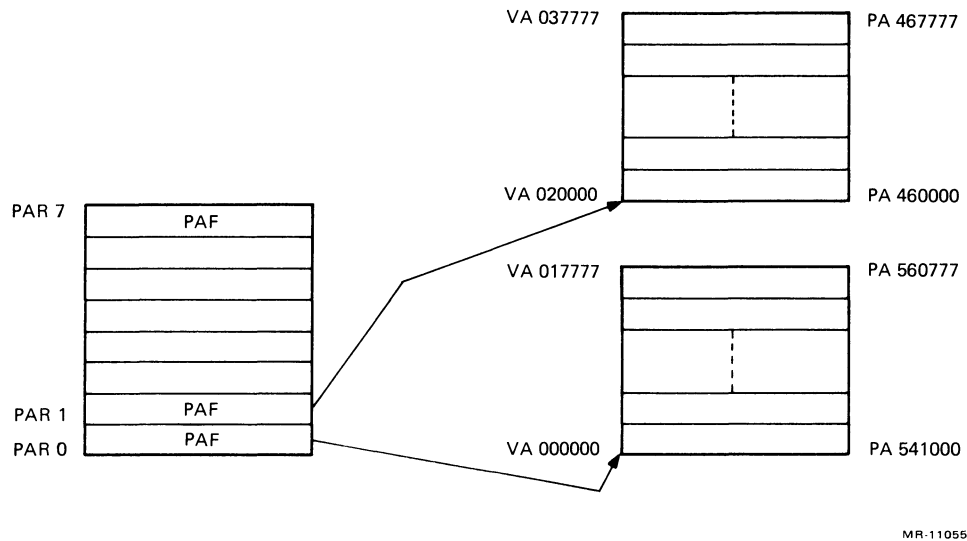 VA 037777 PA 467777
VA 020000 PA 460000
PAR 7 PAF
VA 017777 PA 560777
PAR 1 PAF
PAR 0 PAF
VA 000000 PA 541000
MR-11055